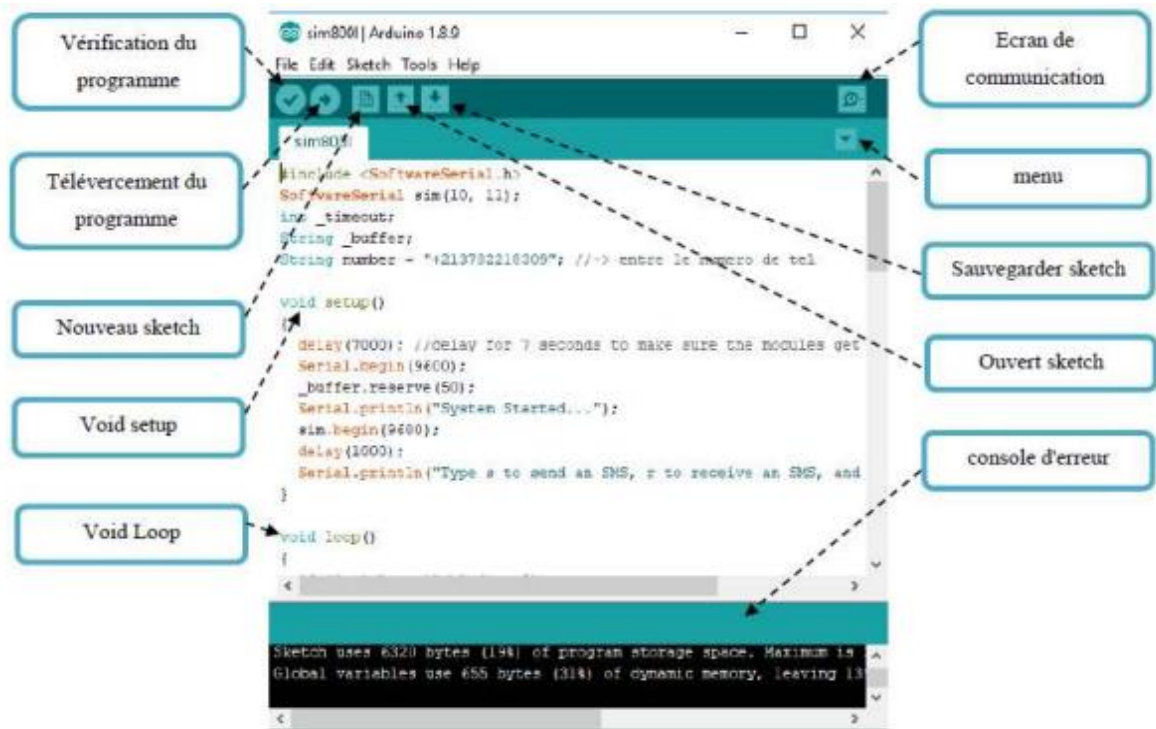 Vérification du
programme
Télévercement du
programme
Nouveau sketch
Void setup
Void Loop
sim800l | Arduino 1.8.9
File Edit Sketch Tools Help
sim800l
#include <SoftwareSerial.h>
SoftwareSerial sim(10, 11);
int _timeout;
String _buffer;
String number = "+213782218309"; //-> entre le numero de tel
void setup()
{
delay(7000); //delay for 7 seconds to make sure the modules get
Serial.begin(9600);
_buffer.reserve(50);
Serial.println("System Started...");
sim.begin(9600);
delay(1000);
Serial.println("Type s to send an SMS, r to receive an SMS, and
}
void loop()
{
Sketch uses 6320 bytes (19%) of program storage space. Maximum is
Global variables use 655 bytes (31%) of dynamic memory, leaving 13
Ecran de
communication
menu
Sauvegarder sketch
Ouvert sketch
console d'erreur